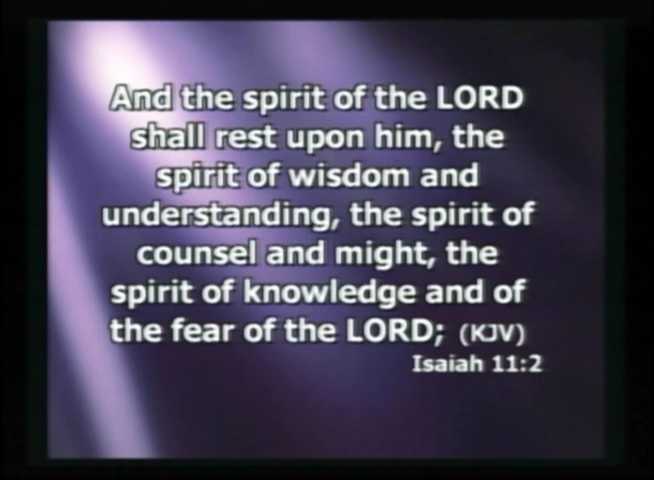 And the spirit of the LORD
shall rest upon him, the
spirit of wisdom and
understanding, the spirit of
counsel and might, the
spirit of knowledge and of
the fear of the LORD; (KJV)
Isaiah 11:2